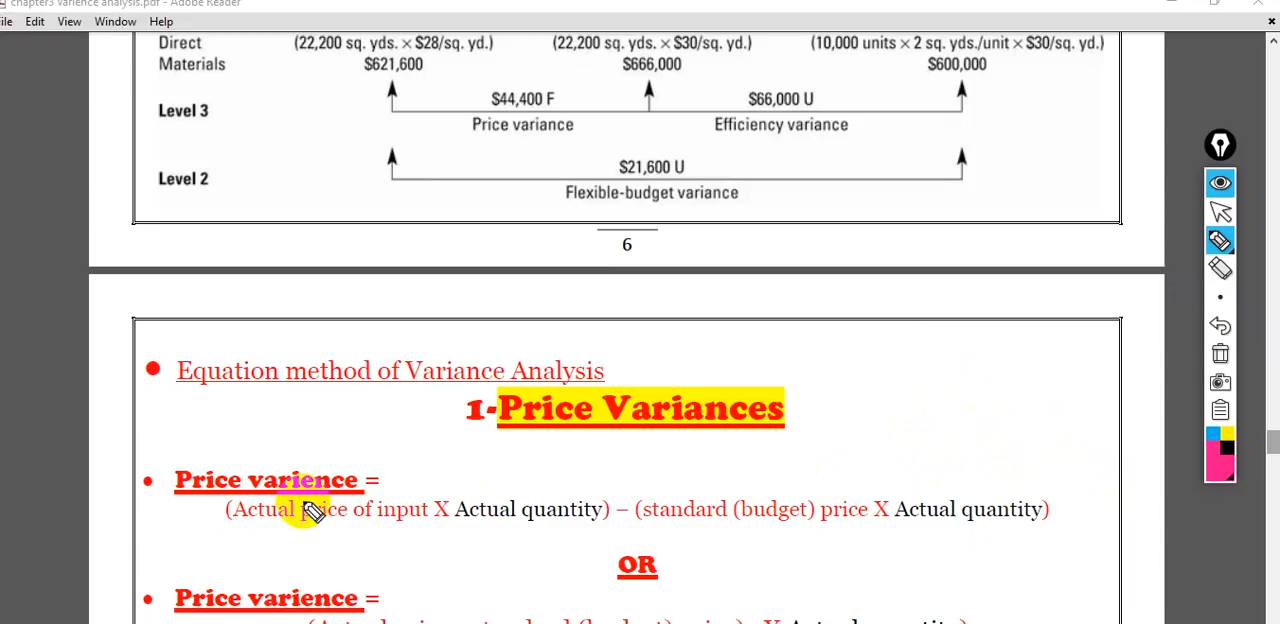 chapter3 varience analysis.pdf - Adobe Reader
ile Edit View Window Help
Direct (22,200 sq. yds. × $28/sq. yd.) (22,200 sq. yds. × $30/sq. yd.) (10,000 units × 2 sq. yds./unit × $30/sq. yd.)
Materials $621,600 $666,000 $600,000
$44,400 F $66,000 U
Level 3
Price variance Efficiency variance
$21,600 U
Level 2
Flexible-budget variance
6
Equation method of Variance Analysis
1-Price Variances
Price varience =
(Actual price of input X Actual quantity) – (standard (budget) price X Actual quantity)
OR
Price varience =